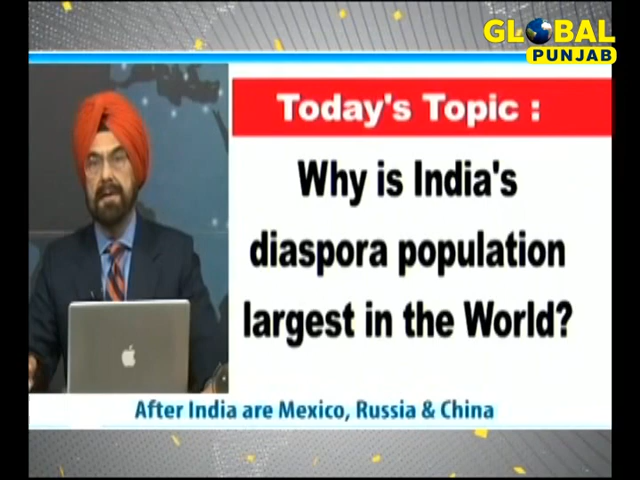 GLOBAL
PUNJAB
Today's Topic :
Why is India's
diaspora population
largest in the World?
After India are Mexico, Russia & China